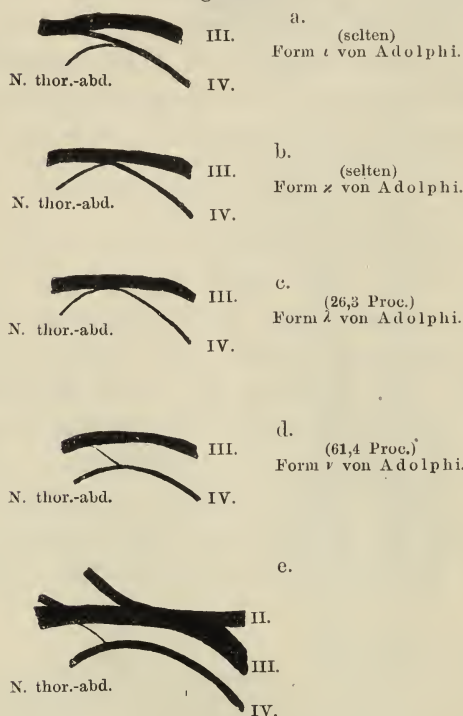 a.
III.
(selten)
Form ι von Adolphi.
N. thor.-abd.
IV.
b.
III.
(selten)
Form ϰ von Adolphi.
N. thor.-abd.
IV.
c.
III.
(26,3 Proc.)
Form λ von Adolphi.
N. thor.-abd.
IV.
d.
III.
(61,4 Proc.)
Form ν von Adolphi.
N. thor.-abd.
IV.
e.
II.
III.
N. thor.-abd.
IV.